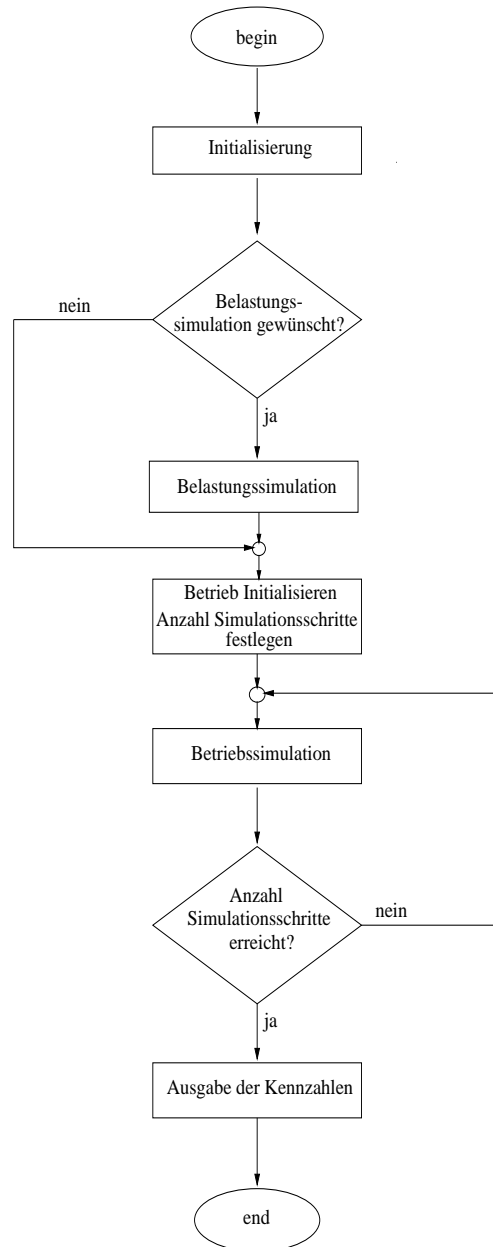 begin
Initialisierung
nein
Belastungs-
simulation gewünscht?
ja
Belastungssimulation
Betrieb Initialisieren
Anzahl Simulationsschritte
festlegen
Betriebssimulation
Anzahl
Simulationsschritte
erreicht?
nein
ja
Ausgabe der Kennzahlen
end